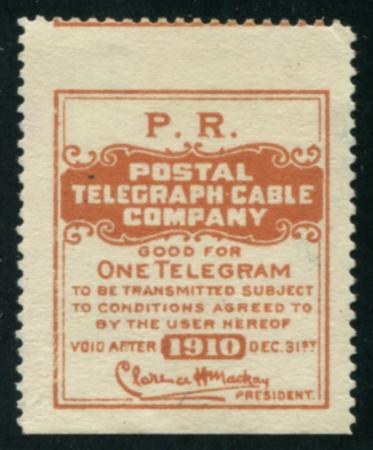 P. R.
POSTAL
TELEGRAPH-CABLE
COMPANY
GOOD FOR
ONE TELEGRAM
TO BE TRANSMITTED SUBJECT
TO CONDITIONS AGREED TO
BY THE USER HEREOF
VOID AFTER 1910 DEC. 31ST
Clarence H Mackay
PRESIDENT.